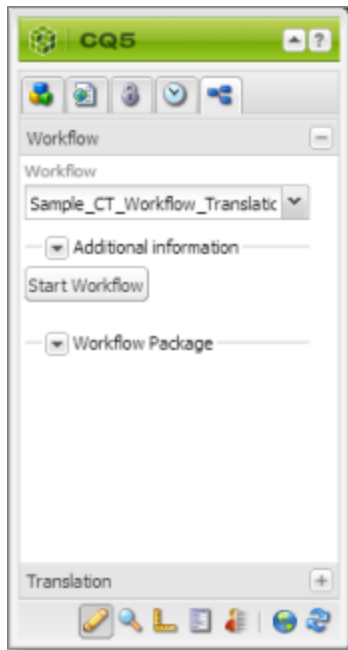 CQ5
?
Workflow
Workflow
Sample_CT_Workflow_Translatic
Additional information
Start Workflow
Workflow Package
Translation